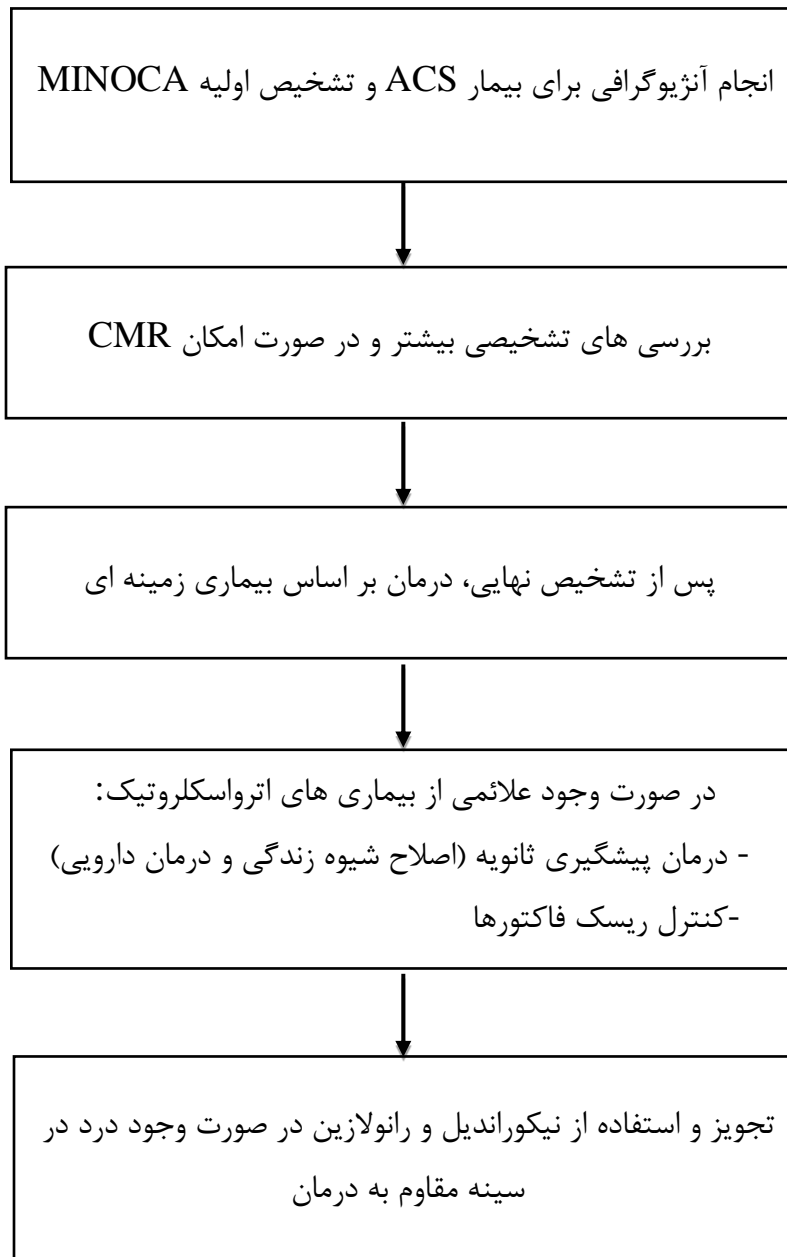 انجام آنژیوگرافی برای بیمار ACS و تشخیص اولیه MINOCA
بررسی های تشخیصی بیشتر و در صورت امکان CMR
پس از تشخیص نهایی، درمان بر اساس بیماری زمینه ای
در صورت وجود علائمی از بیماری های اترواسکلروتیک:
- درمان پیشگیری ثانویه (اصلاح شیوه زندگی و درمان دارویی)
-کنترل ریسک فاکتورها
تجویز و استفاده از نیکوراندیل و رانولازین در صورت وجود درد در
سینه مقاوم به درمان